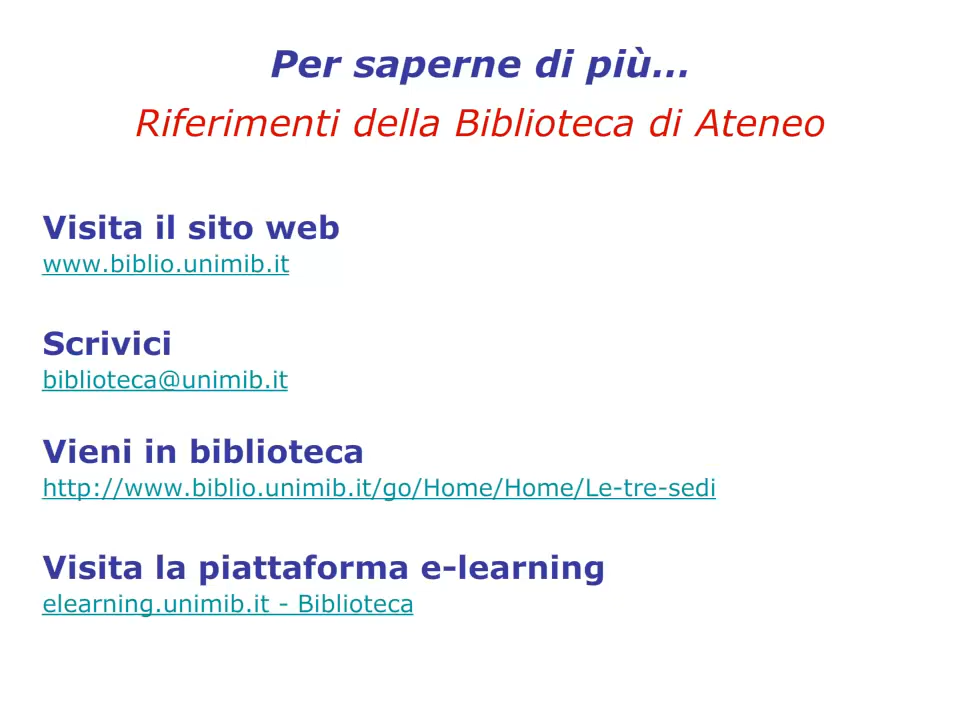 Per saperne di più…
Riferimenti della Biblioteca di Ateneo
Visita il sito web
www.biblio.unimib.it
Scrivici
biblioteca@unimib.it
Vieni in biblioteca
http://www.biblio.unimib.it/go/Home/Home/Le-tre-sedi
Visita la piattaforma e-learning
elearning.unimib.it - Biblioteca